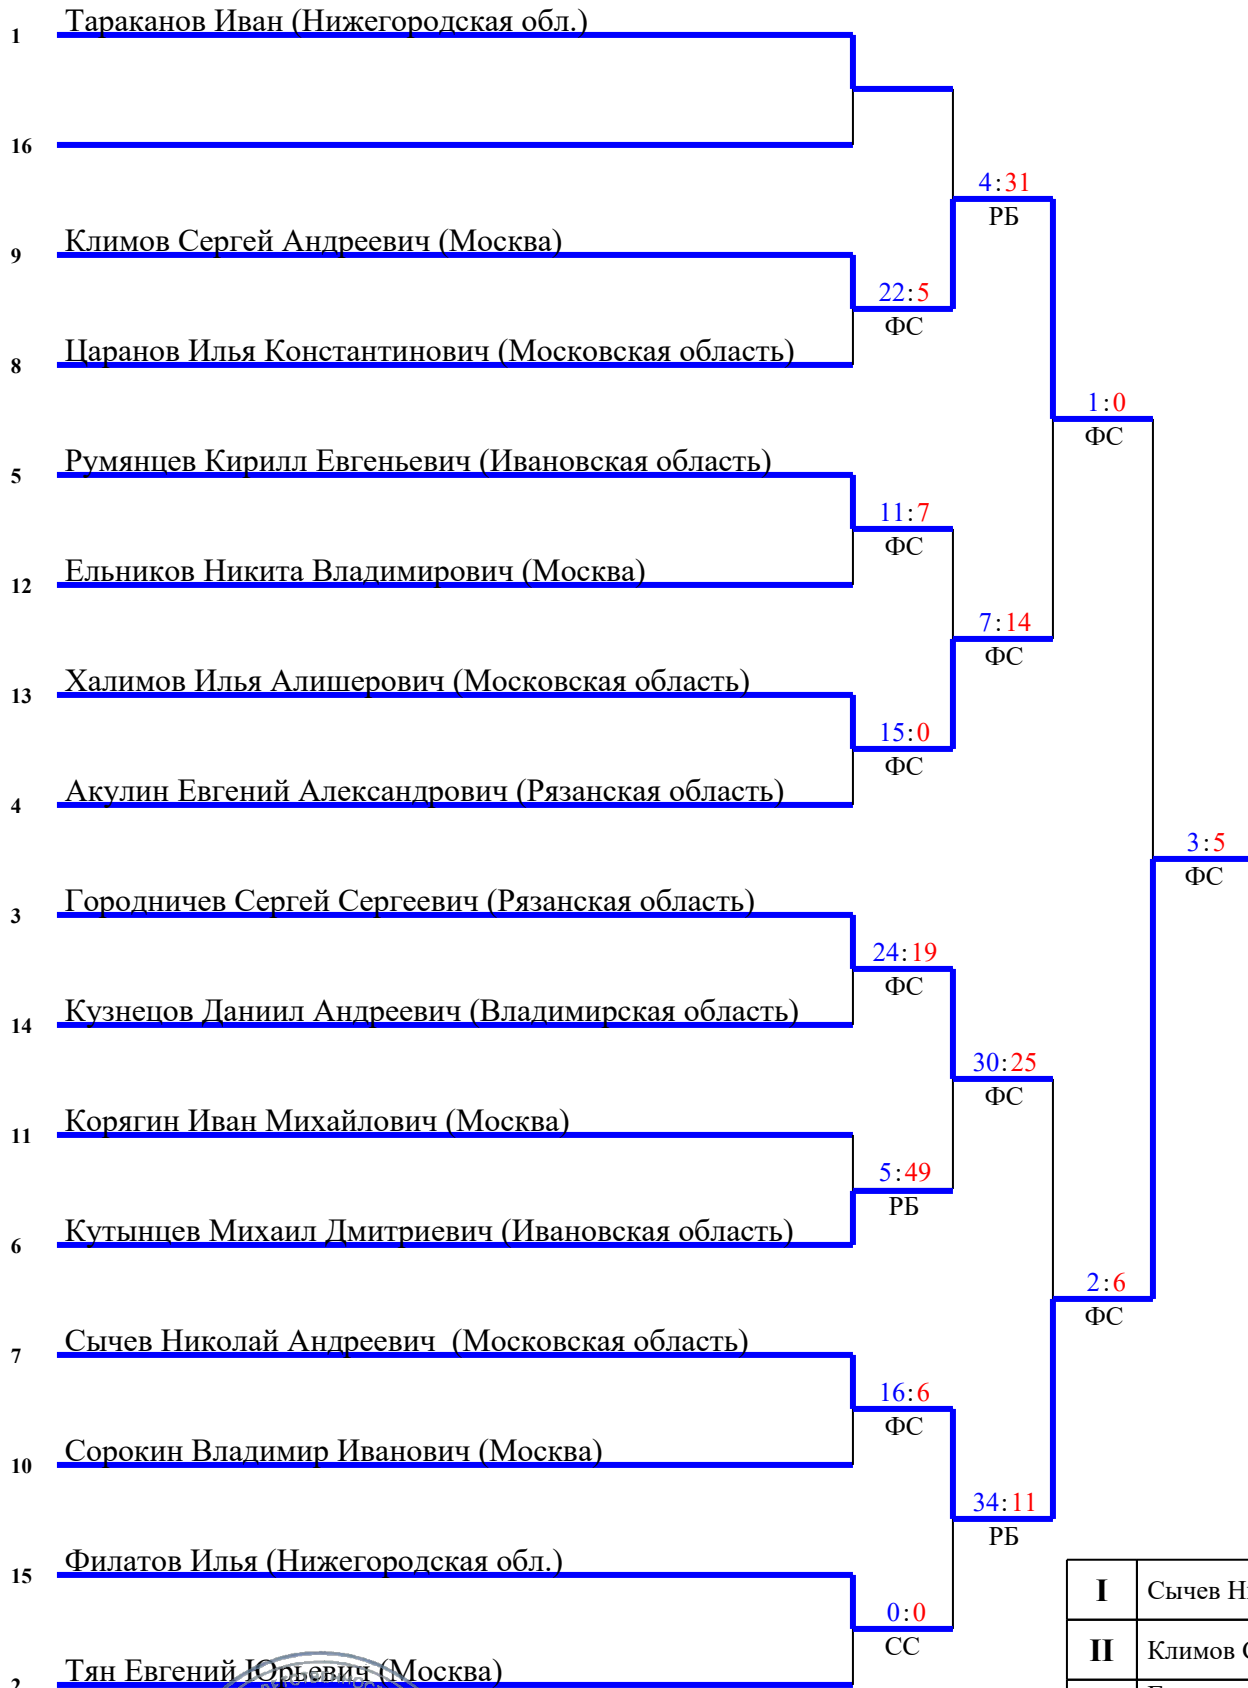 1 Тараканов Иван (Нижегородская обл.)
16
4:31
РБ
9 Климов Сергей Андреевич (Москва)
22:5
ФС
8 Царанов Илья Константинович (Московская область)
1:0
ФС
5 Румянцев Кирилл Евгеньевич (Ивановская область)
11:7
ФС
12 Ельников Никита Владимирович (Москва)
7:14
ФС
13 Халимов Илья Алишерович (Московская область)
15:0
ФС
4 Акулин Евгений Александрович (Рязанская область)
3:5
ФС
3 Городничев Сергей Сергеевич (Рязанская область)
24:19
ФС
14 Кузнецов Даниил Андреевич (Владимирская область)
30:25
ФС
11 Корягин Иван Михайлович (Москва)
5:49
РБ
6 Кутынцев Михаил Дмитриевич (Ивановская область)
2:6
ФС
7 Сычев Николай Андреевич (Московская область)
16:6
ФС
10 Сорокин Владимир Иванович (Москва)
34:11
РБ
15 Филатов Илья (Нижегородская обл.)
I Сычев
0:0
СС
II Климов С
2 Тян Евгений Юрьевич (Москва)